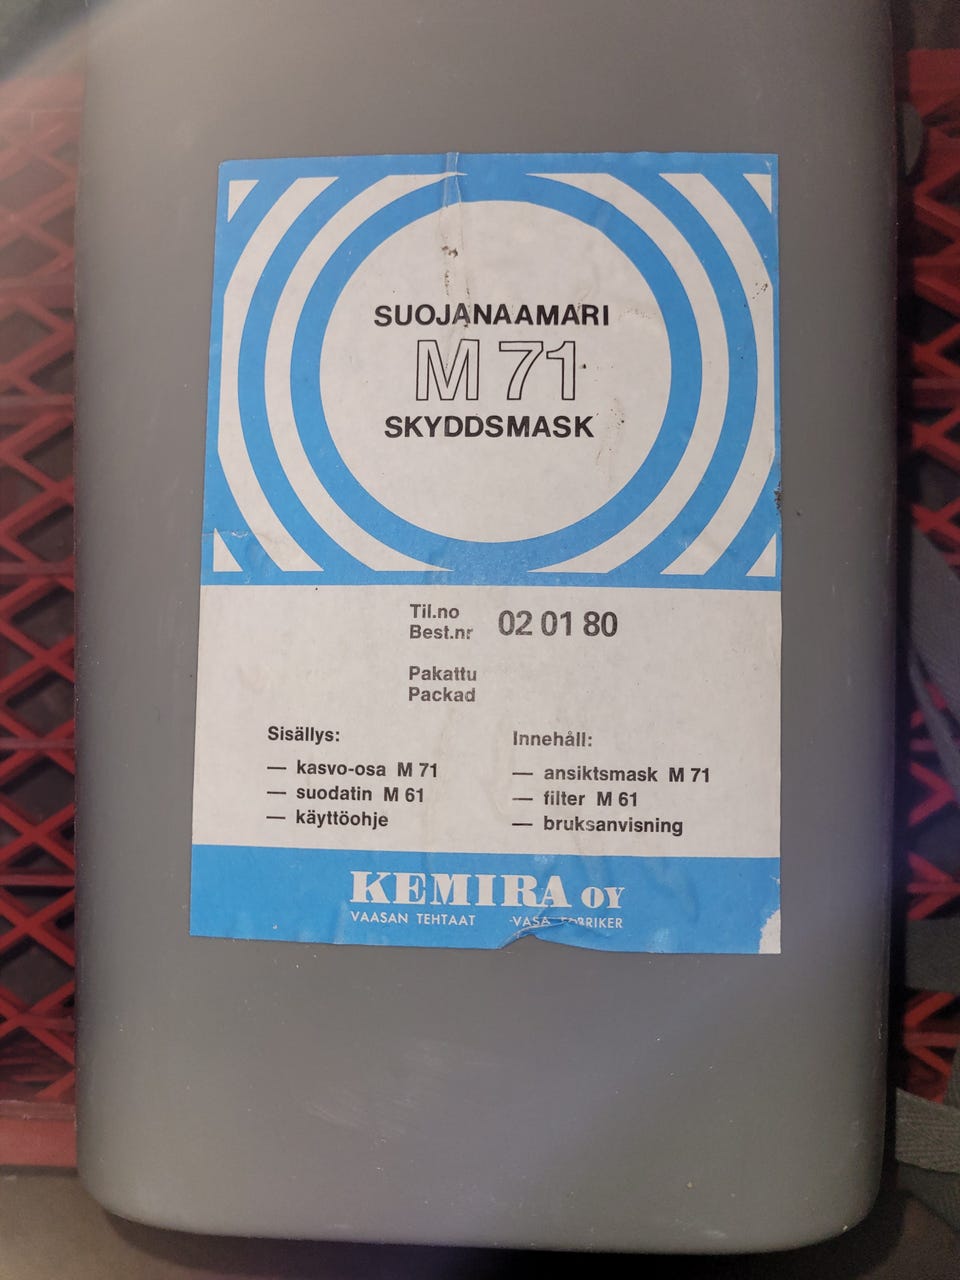 SUOJANAAMARI
M 71
SKYDDSMASK
Til.no
Best.nr
02 01 80
Pakattu
Packad
Sisällys:
— kasvo-osa M 71
— suodatin M 61
— käyttöohje
Innehåll:
— ansiktsmask M 71
— filter M 61
— bruksanvisning
KEMIRA OY
VAASAN TEHTAAT VASA FABRIKER